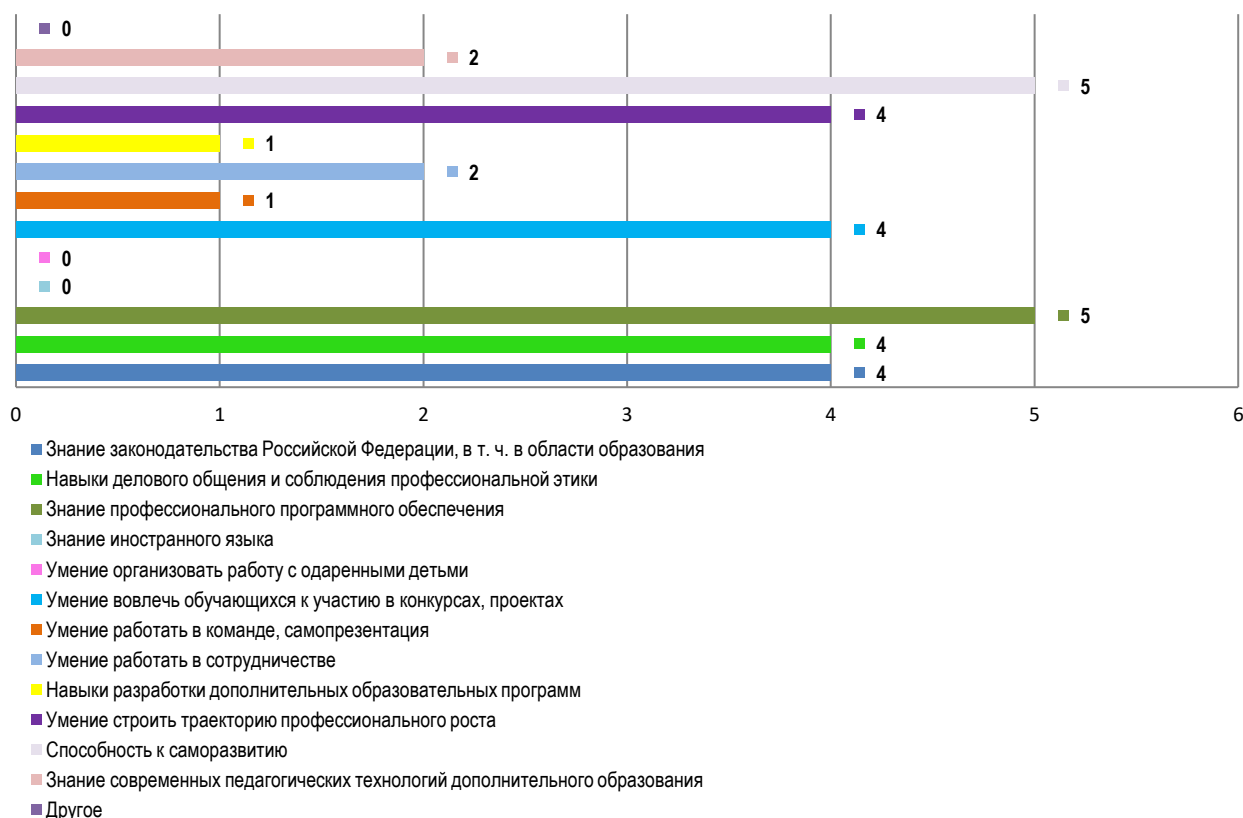 0
2
5
4
1
2
1
4
0
0
5
4
4
0 1 2 3 4 5 6
Знание законодательства Российской Федерации, в т. ч. в области образования
Навыки делового общения и соблюдения профессиональной этики
Знание профессионального программного обеспечения
Знание иностранного языка
Умение организовать работу с одаренными детьми
Умение вовлечь обучающихся к участию в конкурсах, проектах
Умение работать в команде, самопрезентация
Умение работать в сотрудничестве
Навыки разработки дополнительных образовательных программ
Умение строить траекторию профессионального роста
Способность к саморазвитию
Знание современных педагогических технологий дополнительного образования
Другое